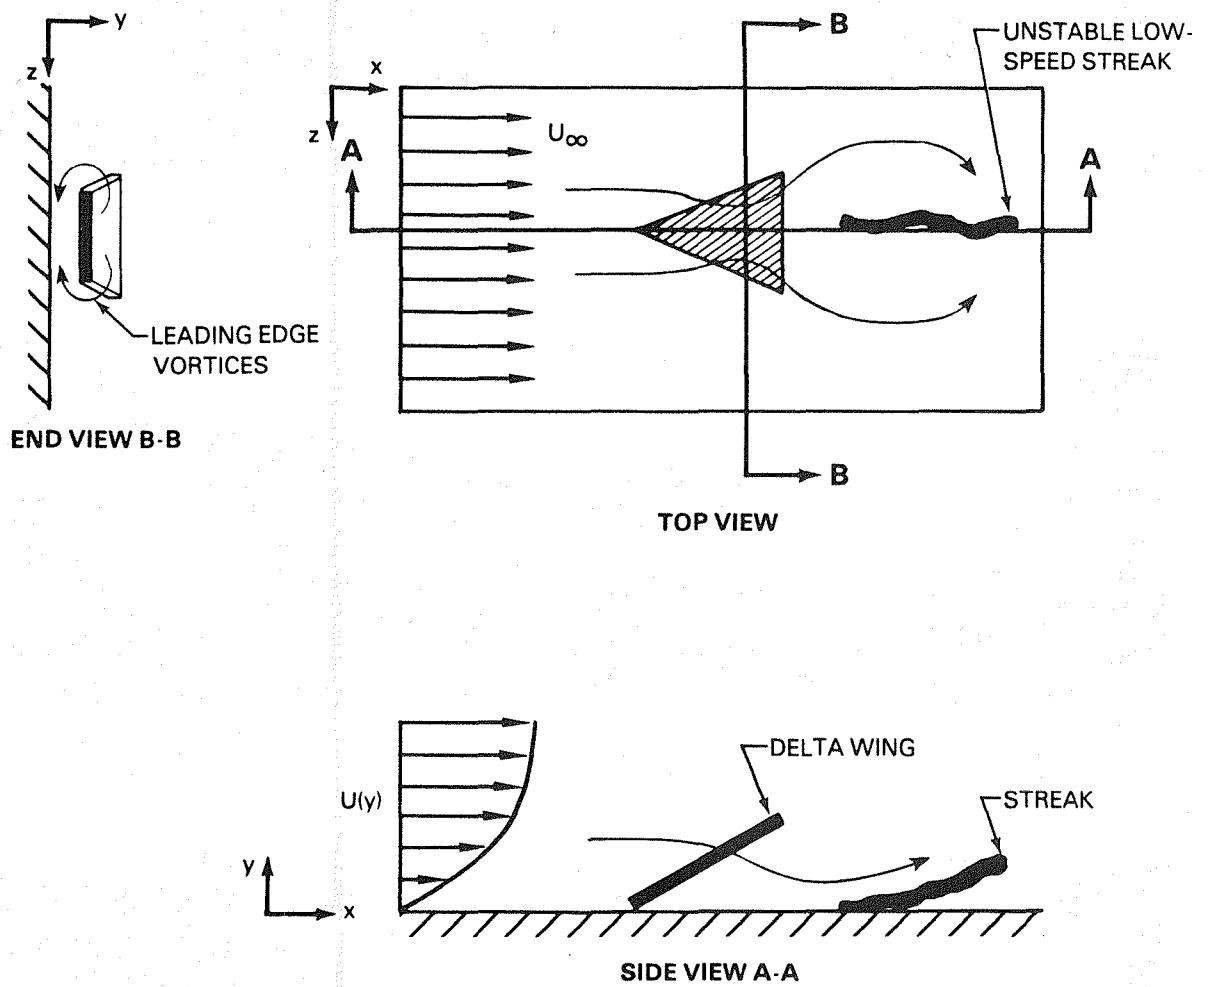 y
z
LEADING EDGE
VORTICES
END VIEW B-B
x
z
A
U∞
B
UNSTABLE LOW-
SPEED STREAK
A
B
TOP VIEW
U(y)
y
x
DELTA WING
STREAK
SIDE VIEW A-A